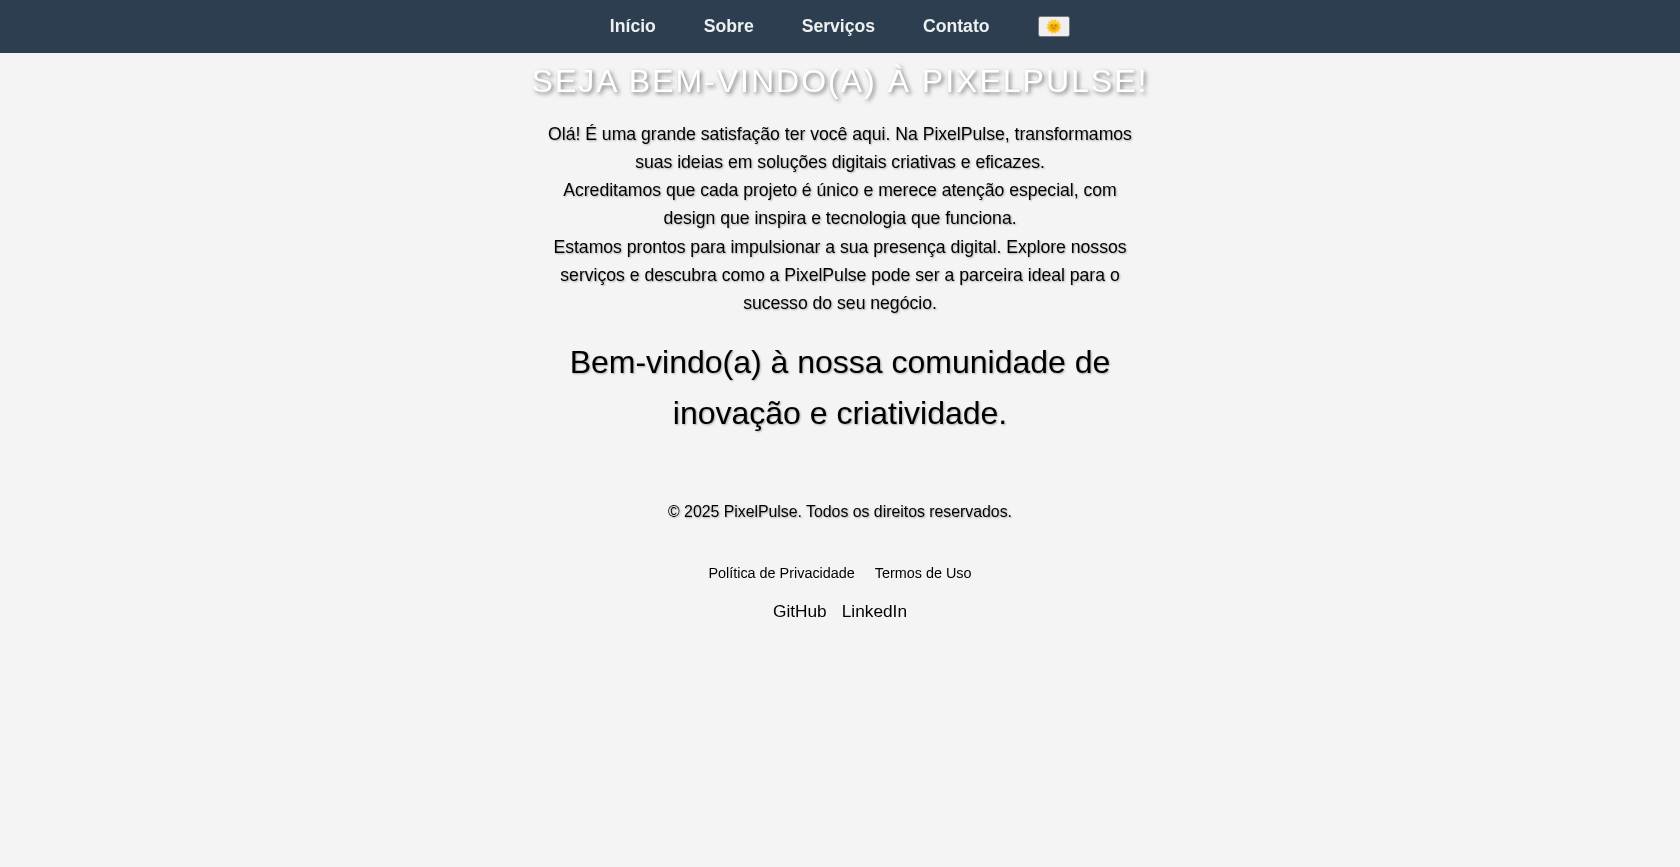 Início Sobre Serviços Contato 🌞
SEJA BEM-VINDO(A) À PIXELPULSE!
Olá! É uma grande satisfação ter você aqui. Na PixelPulse, transformamos
suas ideias em soluções digitais criativas e eficazes.
Acreditamos que cada projeto é único e merece atenção especial, com
design que inspira e tecnologia que funciona.
Estamos prontos para impulsionar a sua presença digital. Explore nossos
serviços e descubra como a PixelPulse pode ser a parceira ideal para o
sucesso do seu negócio.
Bem-vindo(a) à nossa comunidade de
inovação e criatividade.
© 2025 PixelPulse. Todos os direitos reservados.
Política de Privacidade Termos de Uso
GitHub LinkedIn